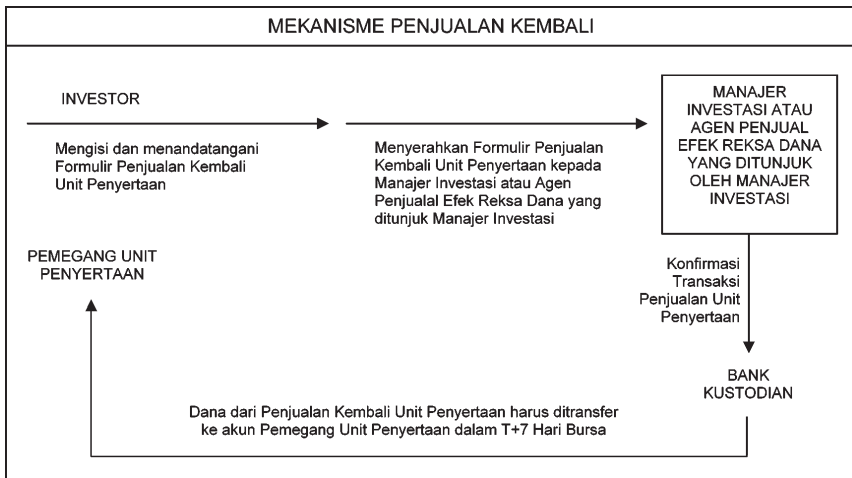 MEKANISME PENJUALAN KEMBALI
INVESTOR
Mengisi dan menandatangani
Formulir Penjualan Kembali
Unit Penyertaan
Menyerahkan Formulir Penjualan
Kembali Unit Penyertaan kepada
Manajer Investasi atau Agen
Penjualal Efek Reksa Dana yang
ditunjuk Manajer Investasi
MANAJER
INVESTASI ATAU
AGEN PENJUAL
EFEK REKSA DANA
YANG DITUNJUK
OLEH MANAJER
INVESTASI
Konfirmasi
Transaksi
Penjualan Unit
Penyertaan
BANK
KUSTODIAN
Dana dari Penjualan Kembali Unit Penyertaan harus ditransfer
ke akun Pemegang Unit Penyertaan dalam T+7 Hari Bursa
PEMEGANG UNIT
PENYERTAAN